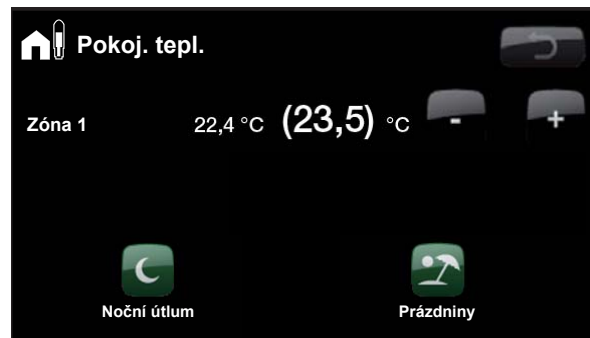 Pokoj. tepl.
Zóna 1 22,4 °C (23,5) °C - +
Noční útlum Prázdniny